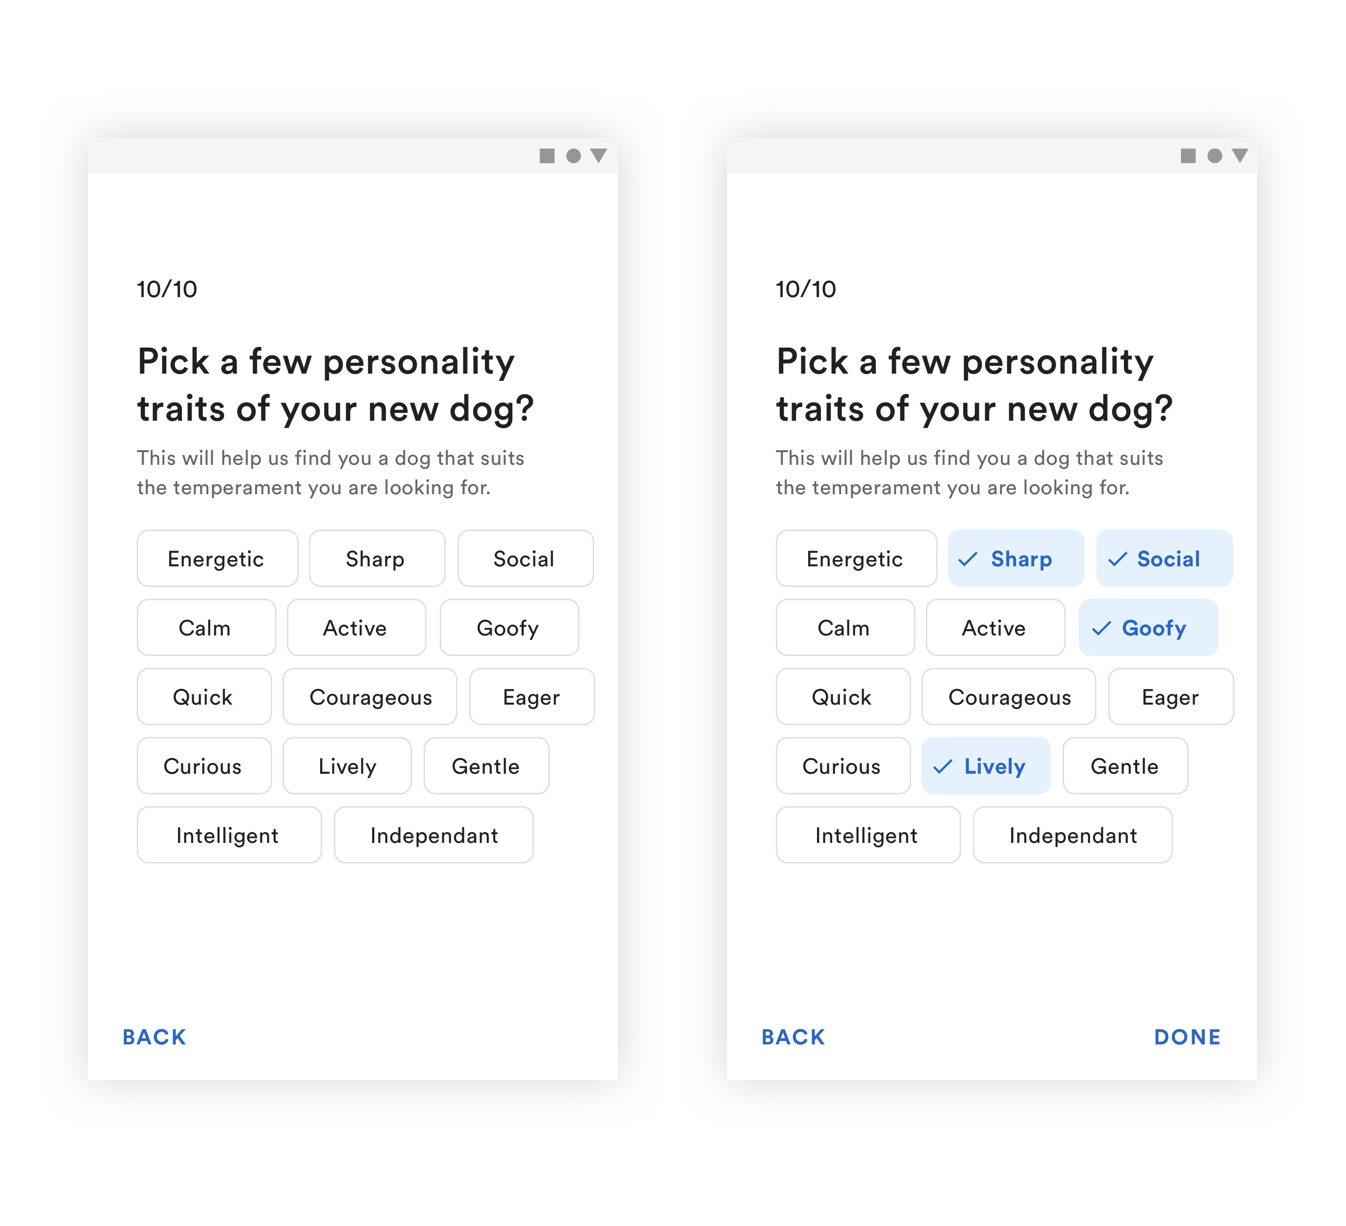 10/10
Pick a few personality
traits of your new dog?
This will help us find you a dog that suits
the temperament you are looking for.
Energetic Sharp Social
Calm Active Goofy
Quick Courageous Eager
Curious Lively Gentle
Intelligent Independant
BACK
10/10
Pick a few personality
traits of your new dog?
This will help us find you a dog that suits
the temperament you are looking for.
Energetic Sharp Social
Calm Active Goofy
Quick Courageous Eager
Curious Lively Gentle
Intelligent Independant
BACK DONE